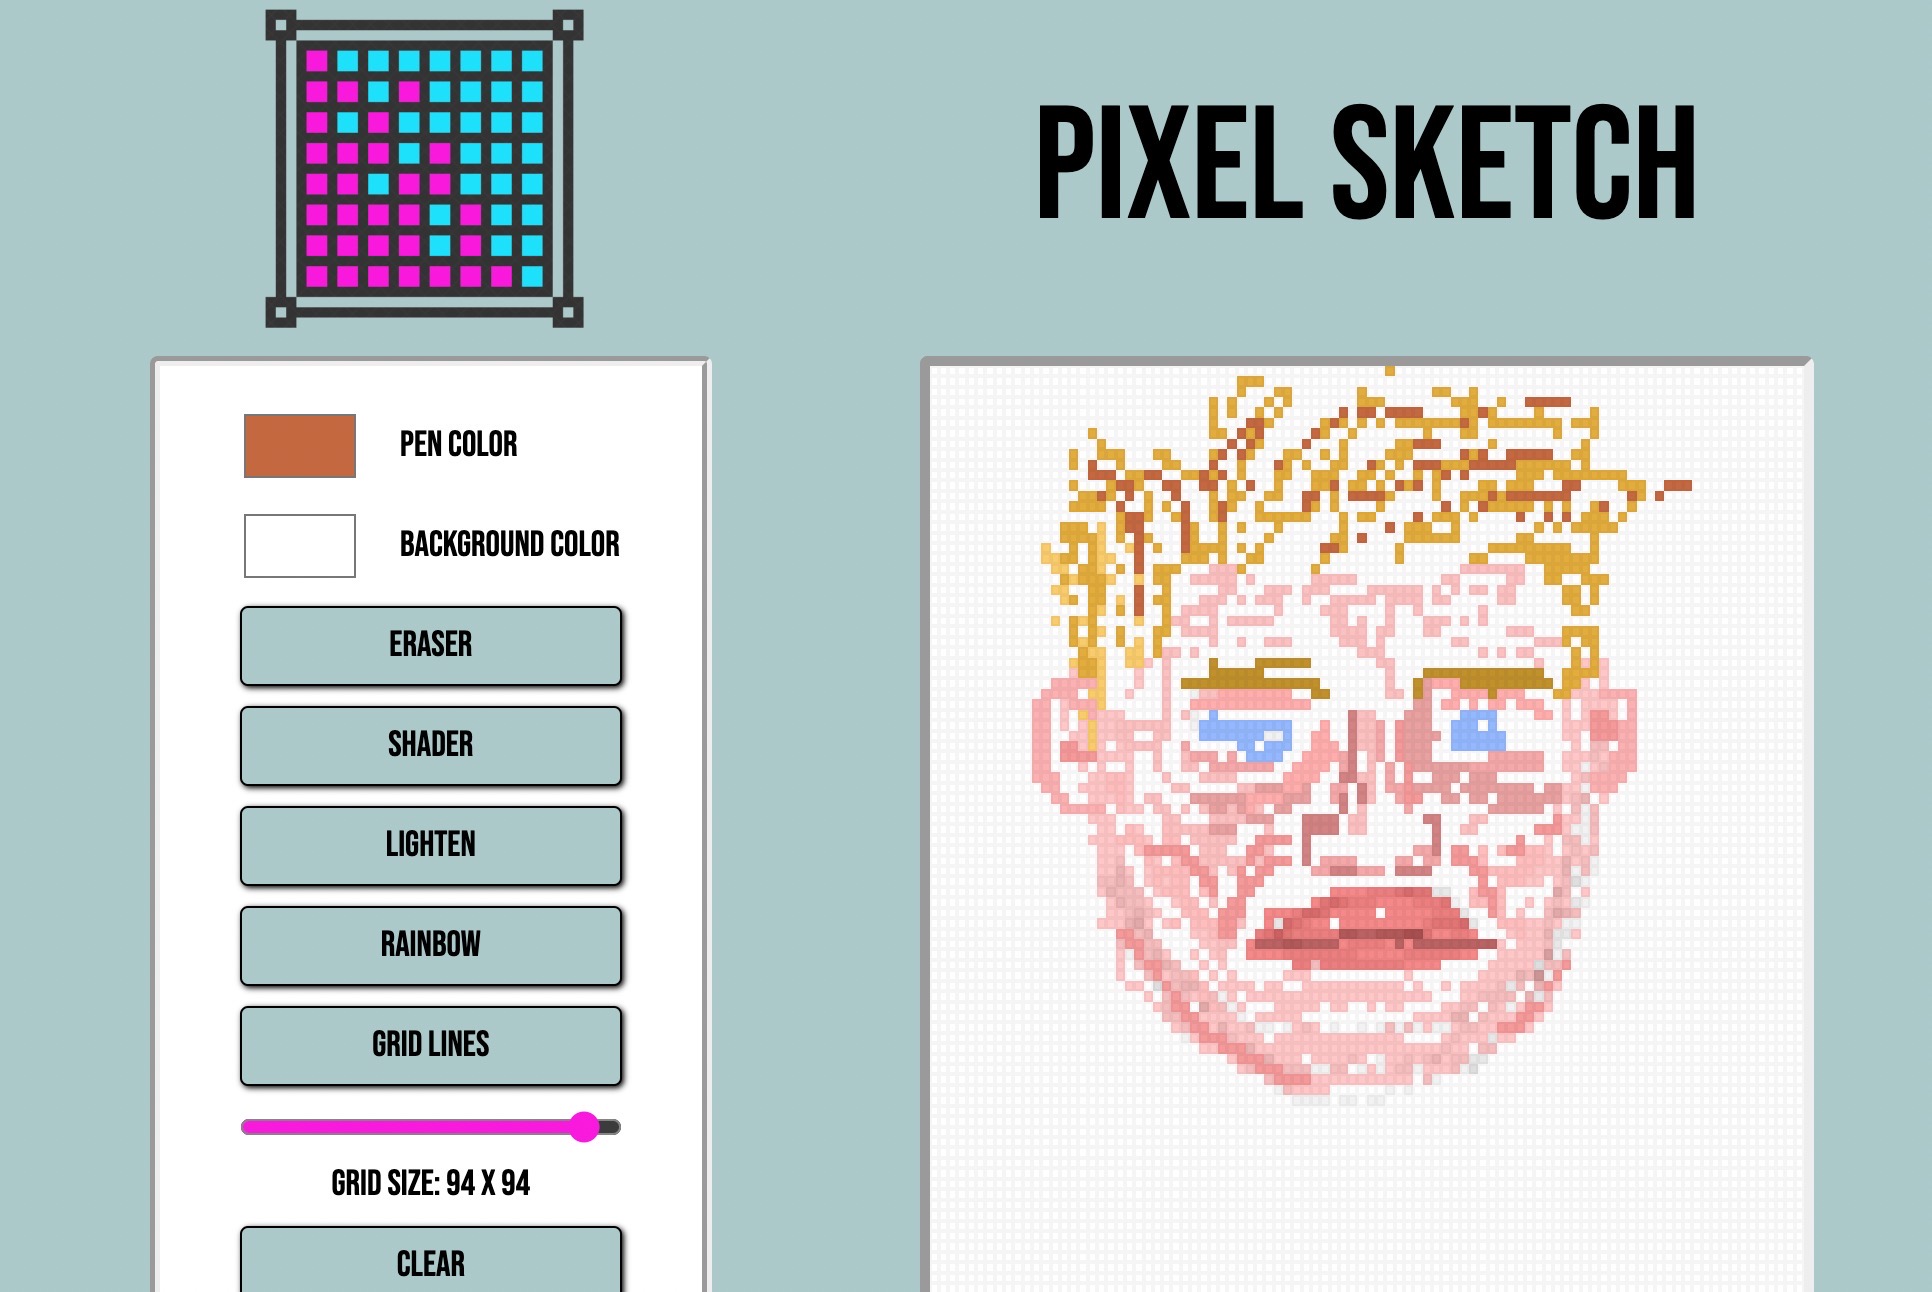 PIXEL SKETCH
PEN COLOR
BACKGROUND COLOR
ERASER
SHADER
LIGHTEN
RAINBOW
GRID LINES
GRID SIZE: 94 X 94
CLEAR